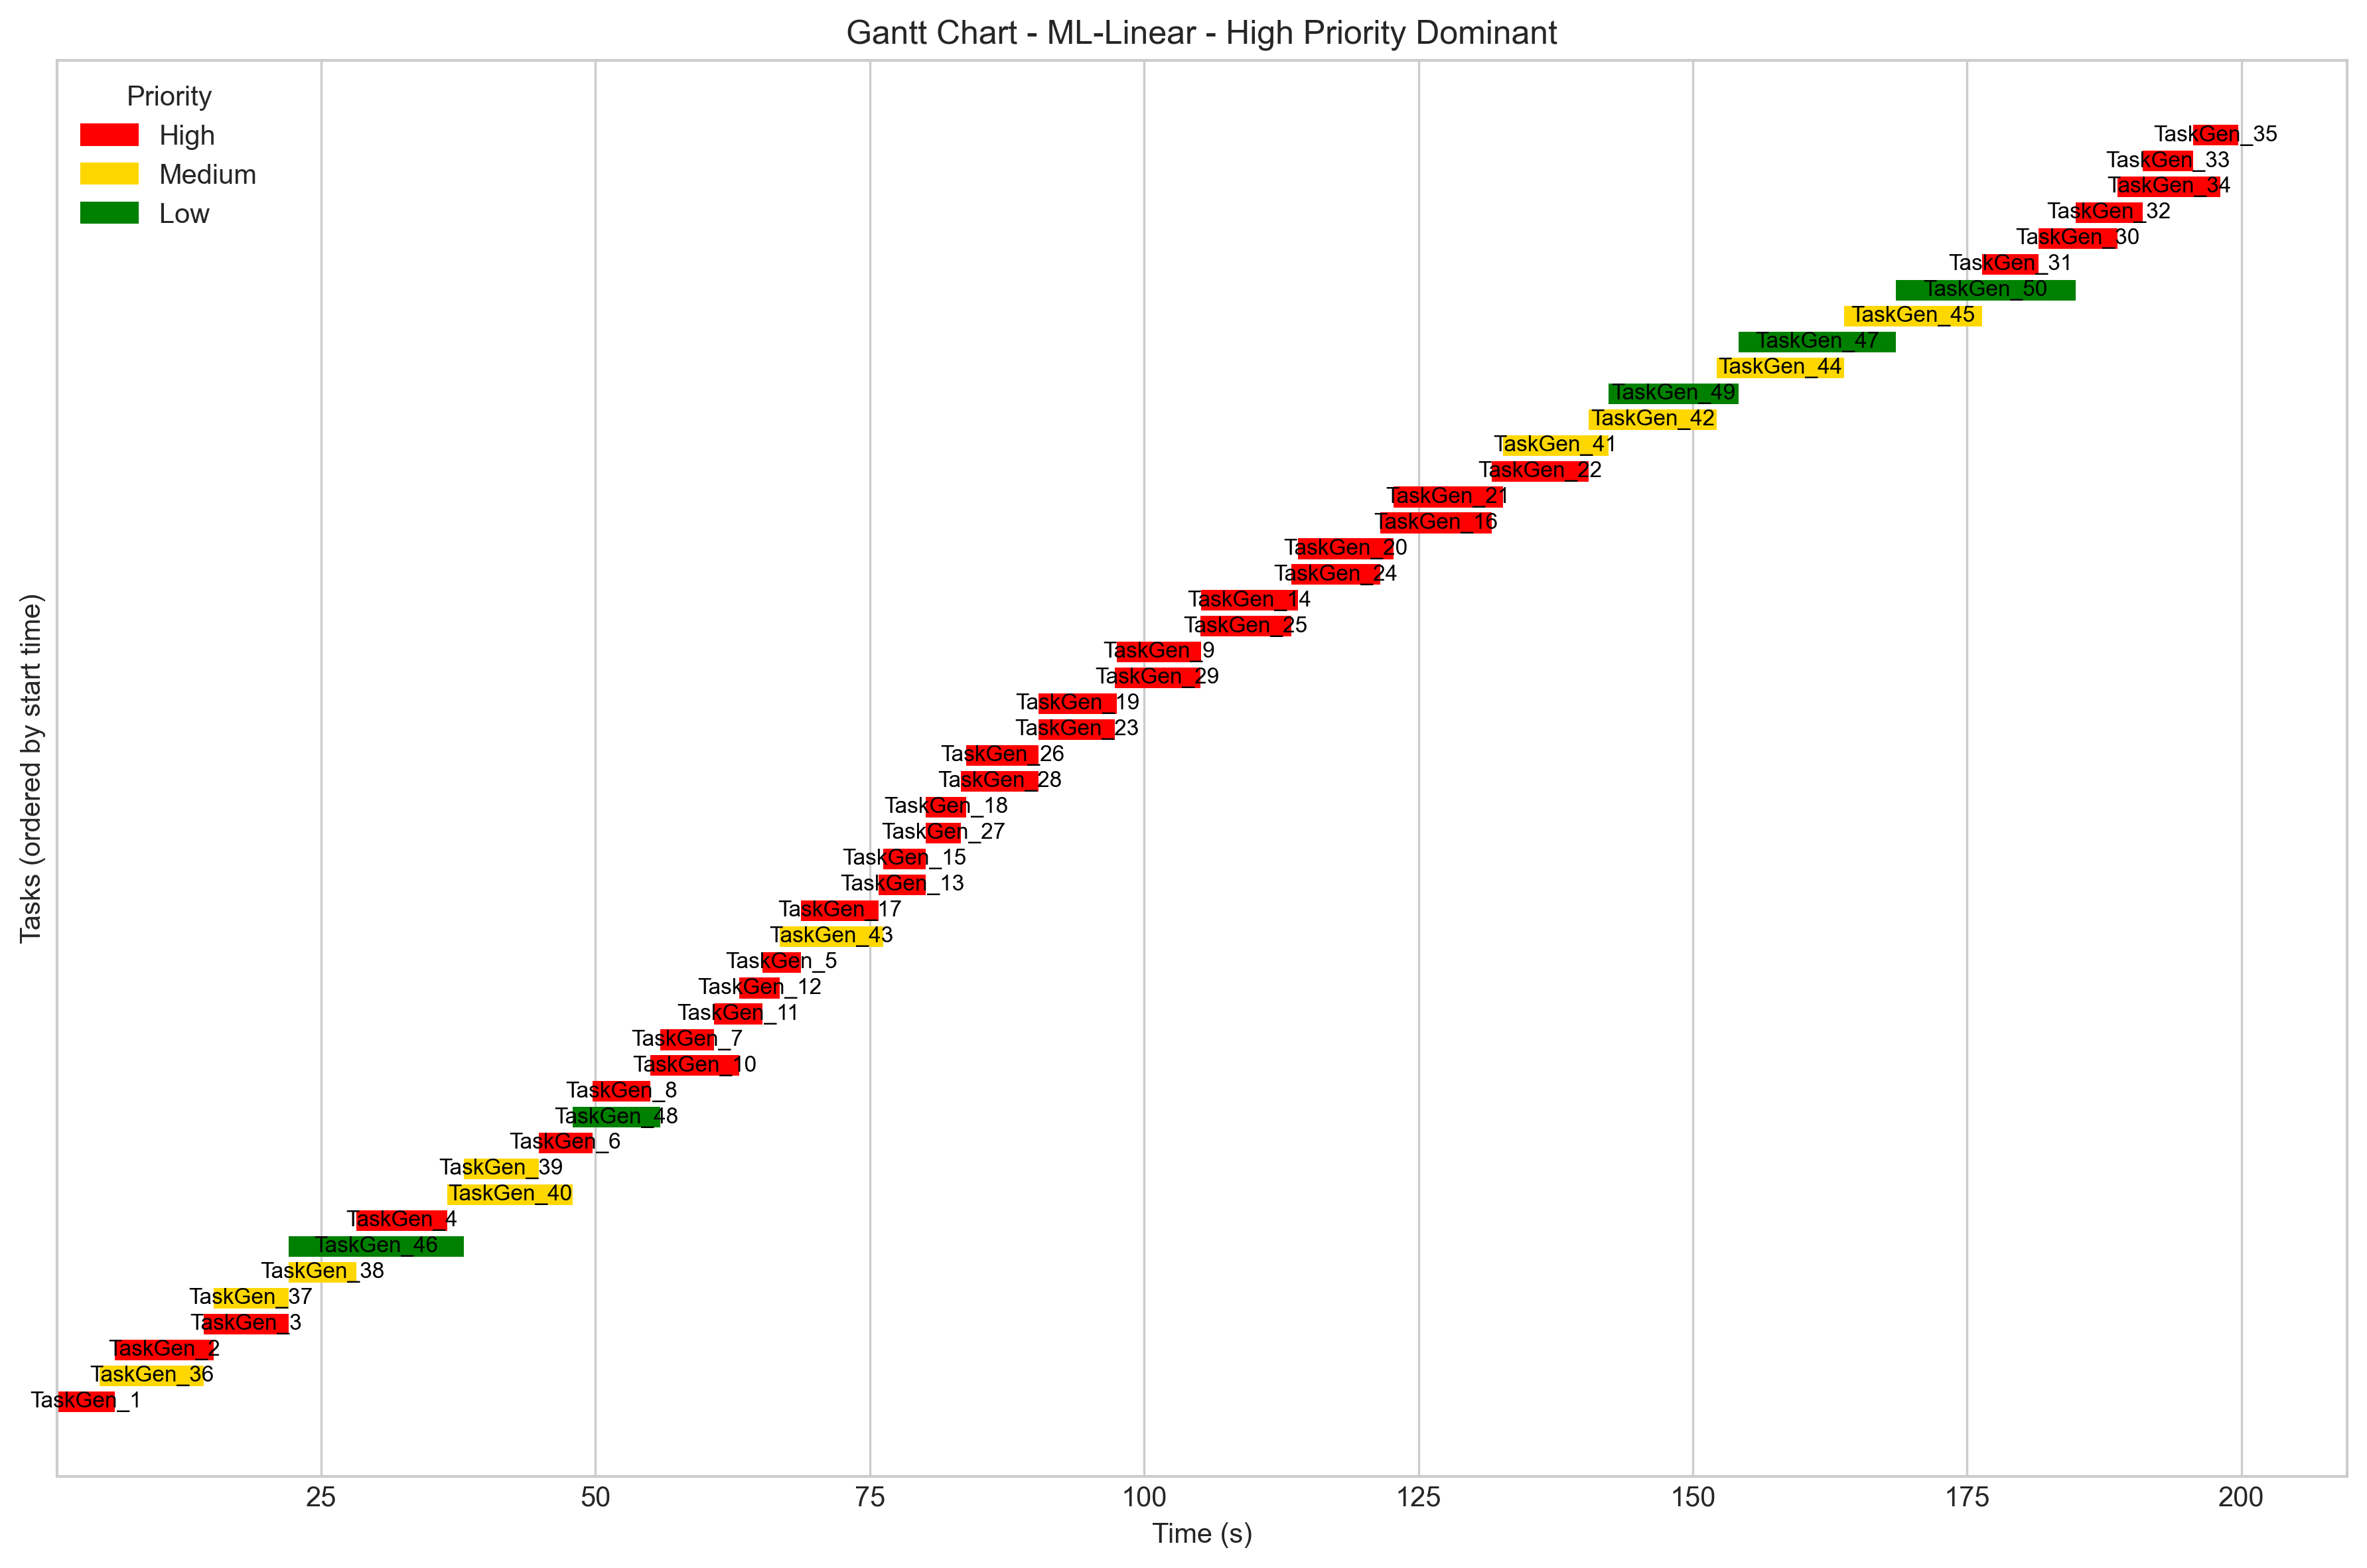 Gantt Chart - ML-Linear - High Priority Dominant
Priority
High
Medium
Low
TaskGen_35
TaskGen_33
TaskGen_34
TaskGen_32
TaskGen_30
TaskGen_31
TaskGen_50
TaskGen_45
TaskGen_47
TaskGen_44
TaskGen_49
TaskGen_42
TaskGen_41
TaskGen_22
TaskGen_21
TaskGen_16
TaskGen_20
TaskGen_24
TaskGen_14
TaskGen_25
TaskGen_9
TaskGen_29
TaskGen_19
TaskGen_23
TaskGen_26
TaskGen_28
TaskGen_18
TaskGen_27
TaskGen_15
TaskGen_13
TaskGen_17
TaskGen_43
TaskGen_5
TaskGen_12
TaskGen_11
TaskGen_7
TaskGen_10
TaskGen_8
TaskGen_48
TaskGen_6
TaskGen_39
TaskGen_40
TaskGen_4
TaskGen_46
TaskGen_38
TaskGen_37
TaskGen_3
TaskGen_2
TaskGen_36
TaskGen_1
Tasks (ordered by start time)
25 50 75 100 125 150 175 200
Time (s)